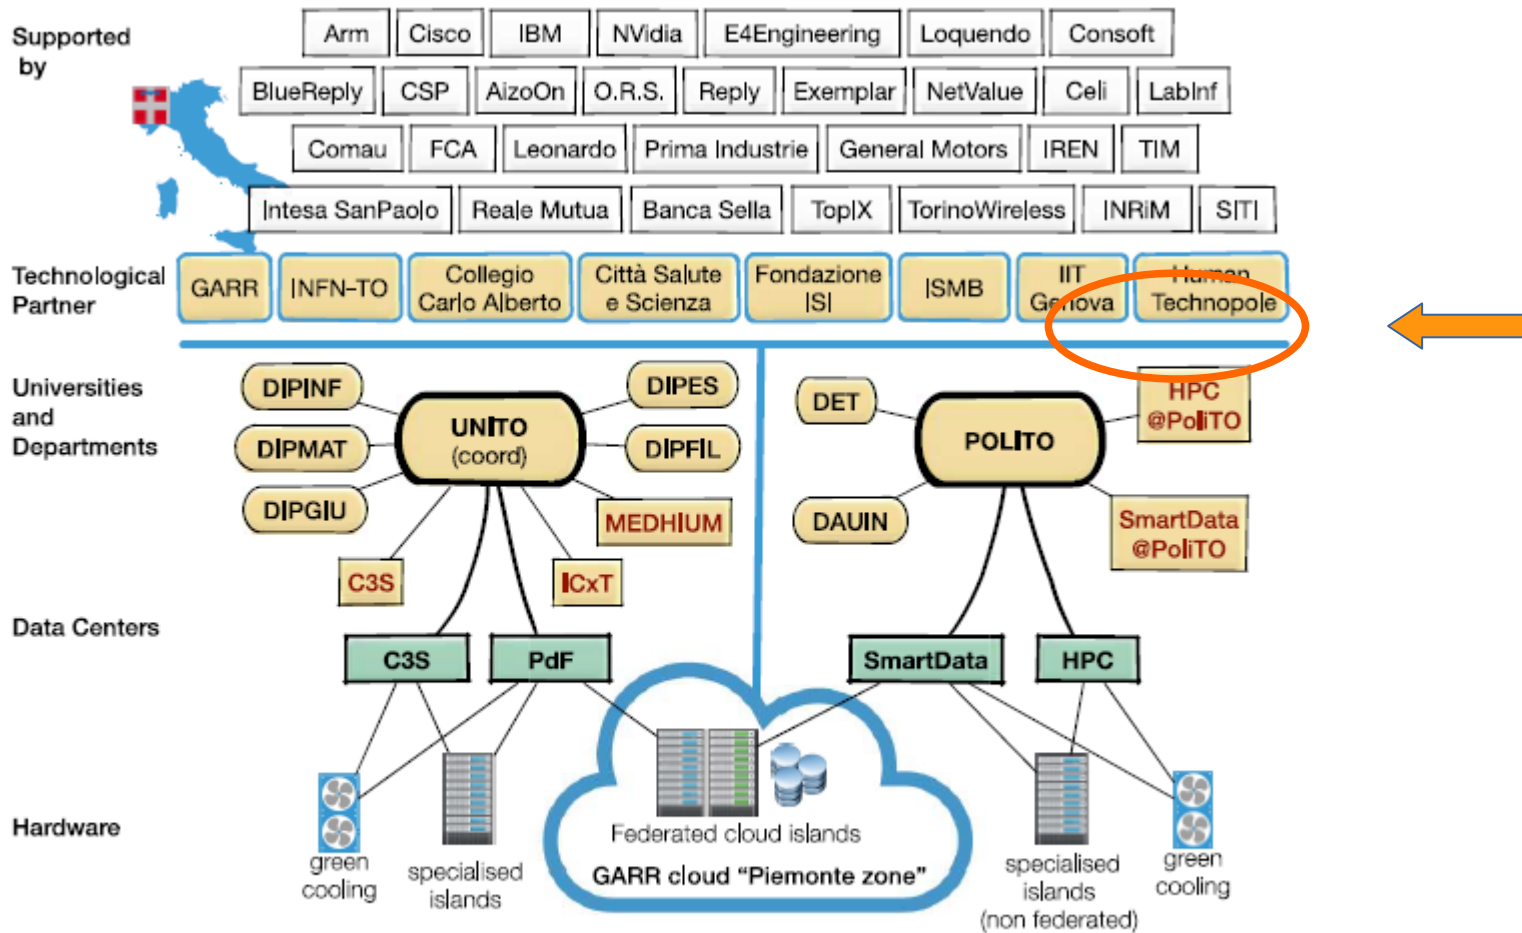 Supported
by
Arm Cisco IBM NVidia E4Engineering Loquendo Consoft
BlueReply CSP AizoOn O.R.S. Reply Exemplar NetValue Celi LabInf
Comau FCA Leonardo Prima Industrie General Motors IREN TIM
Intesa SanPaolo Reale Mutua Banca Sella TopIX TorinoWireless INRiM SITI
Technological
Partner
GARR
INFN-TO
Collegio
Carlo Alberto
Città Salute
e Scienza
Fondazione
ISI
ISMB
IIT
Genova
Human
Technopole
Universities
and
Departments
DIPINF
DIPMAT
DIPGIU
UNITO
(coord)
DIPES
DIPFIL
MEDHIUM
C3S
ICxT
DET
DAUIN
POLITO
HPC
@PoliTO
SmartData
@PoliTO
Data Centers
C3S
PdF
SmartData
HPC
Hardware
green
cooling
specialised
islands
Federated cloud islands
GARR cloud “Piemonte zone”
specialised
islands
(non federated)
green
cooling